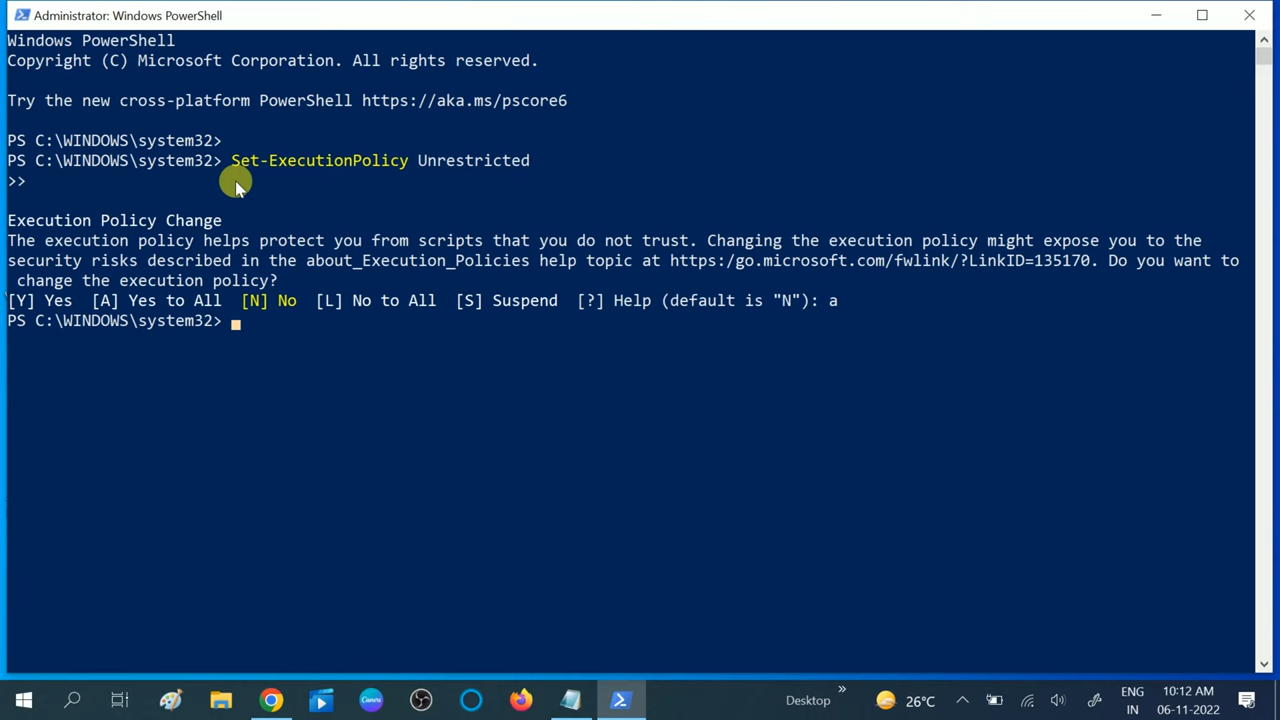 Administrator: Windows PowerShell
Windows PowerShell
Copyright (C) Microsoft Corporation. All rights reserved.
Try the new cross-platform PowerShell https://aka.ms/pscore6
PS C:\WINDOWS\system32>
PS C:\WINDOWS\system32> Set-ExecutionPolicy Unrestricted
>>
Execution Policy Change
The execution policy helps protect you from scripts that you do not trust. Changing the execution policy might expose you to the
security risks described in the about_Execution_Policies help topic at https:/go.microsoft.com/fwlink/?LinkID=135170. Do you want to
change the execution policy?
[Y] Yes  [A] Yes to All  [N] No  [L] No to All  [S] Suspend  [?] Help (default is "N"): a
PS C:\WINDOWS\system32>
Canva
Desktop
»
26°C
ENG
IN
10:12 AM
06-11-2022